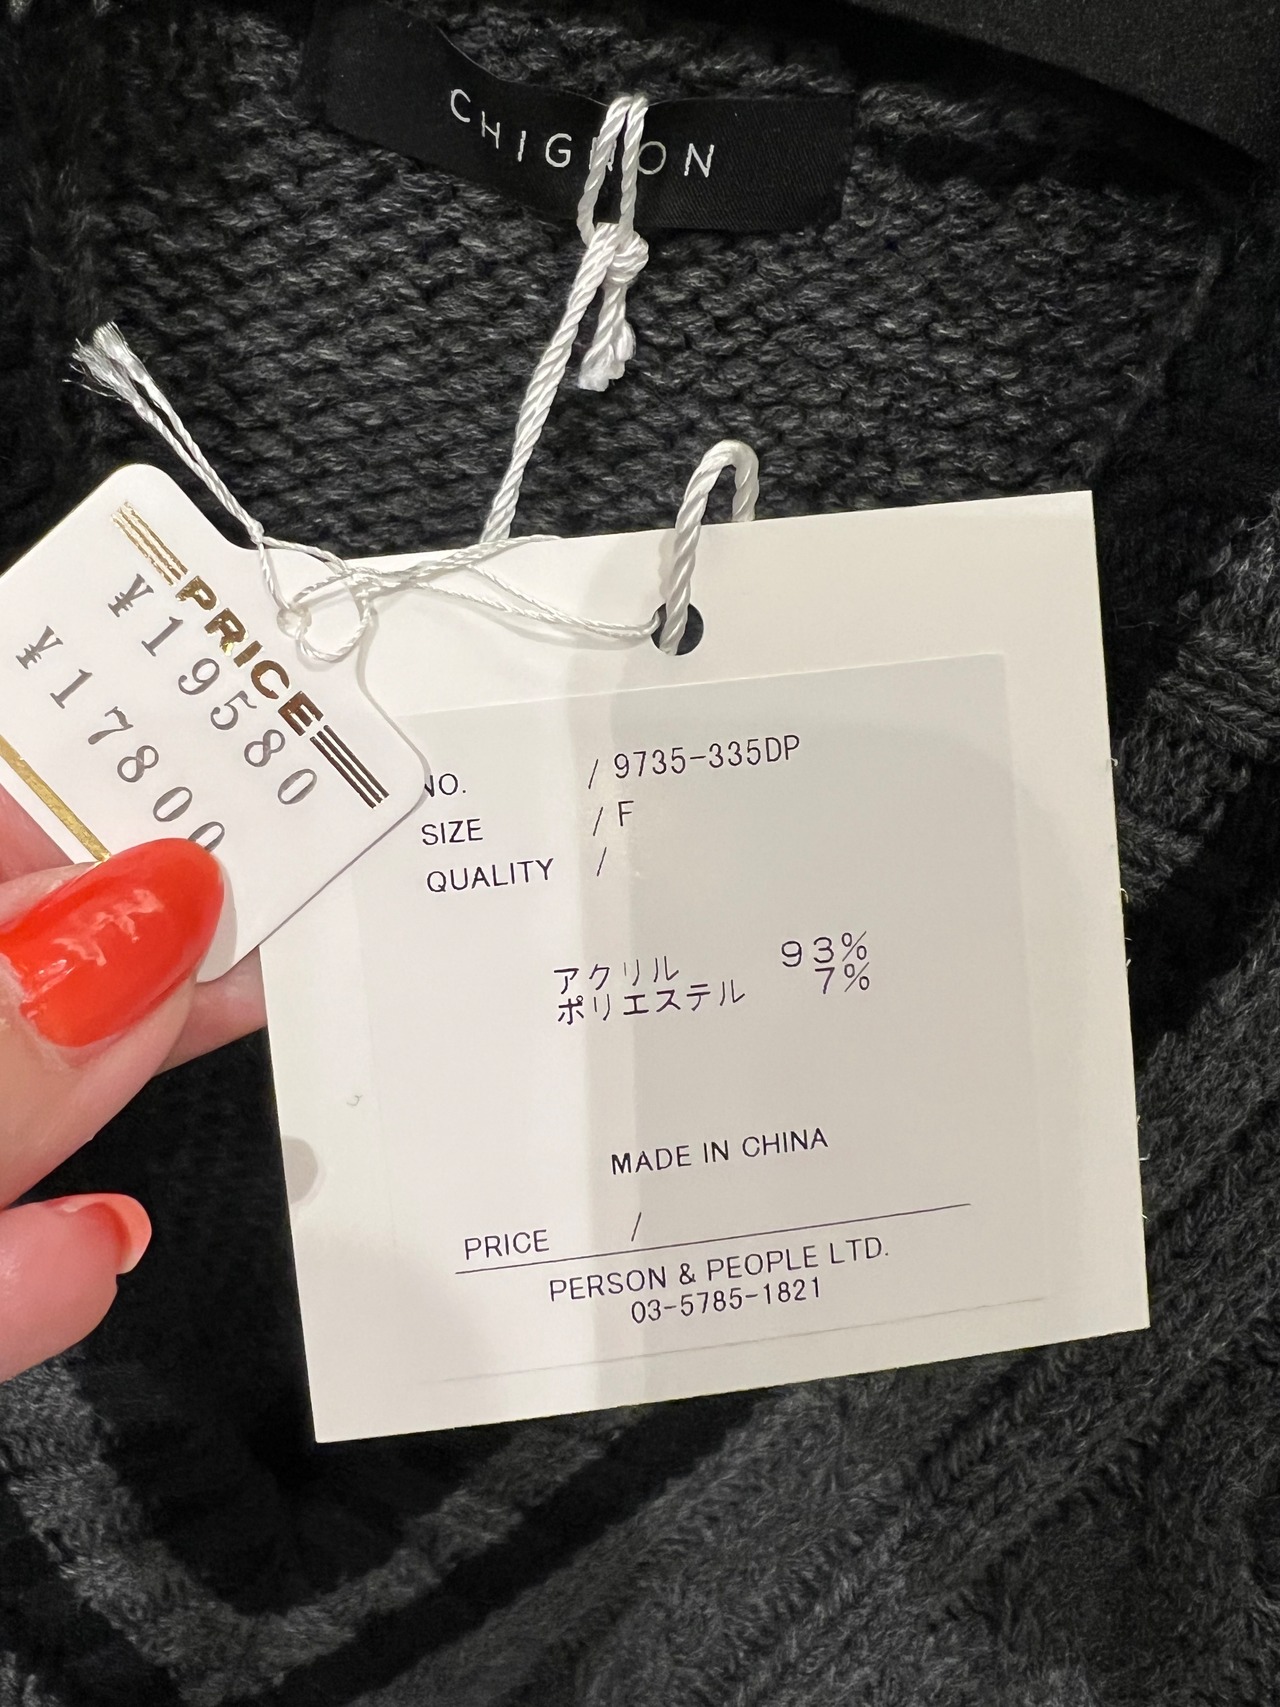 CHIGNON
PRICE
¥19580
¥17800
NO. / 9735-335DP
SIZE / F
QUALITY /
アクリル 93%
ポリエステル 7%
MADE IN CHINA
PRICE /
PERSON & PEOPLE LTD.
03-5785-1821